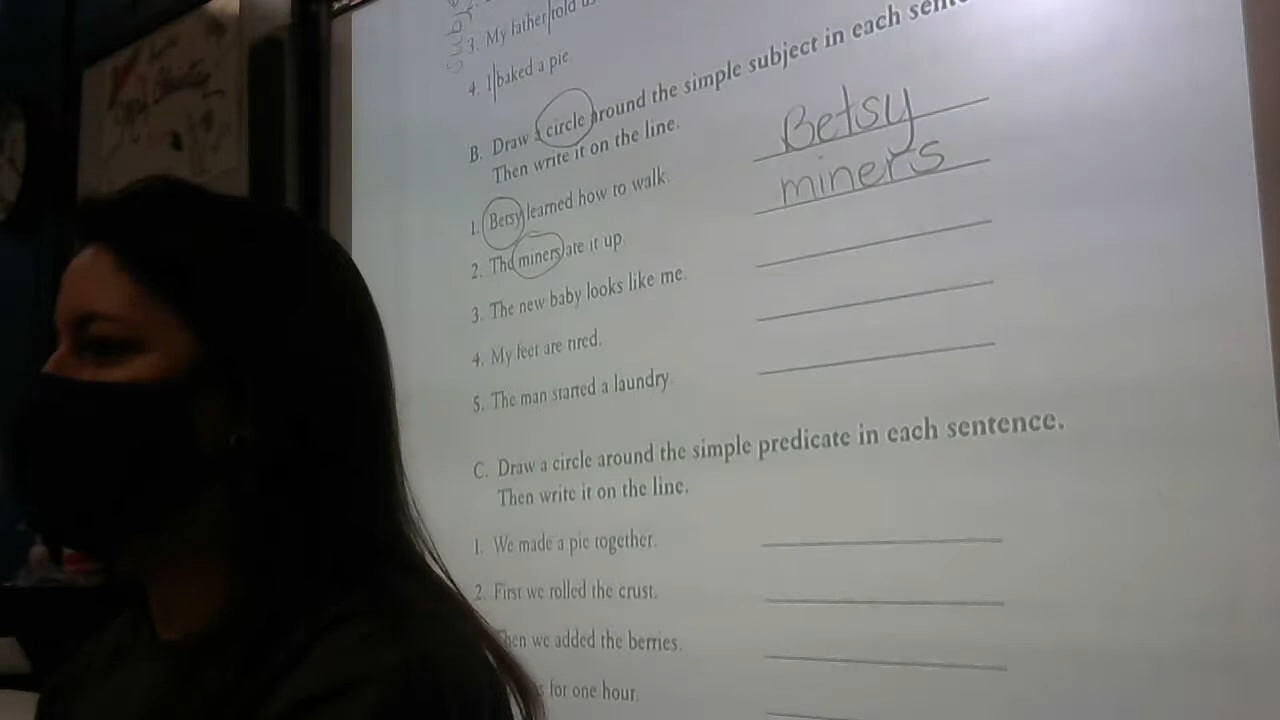 3. My father told us
4. I baked a pie.
B. Draw a circle around the simple subject in each
Then write it on the line.
1. Betsy learned how to walk. Betsy
2. The miners ate it up. miners
3. The new baby looks like me.
4. My feet are tired.
5. The man started a laundry.
C. Draw a circle around the simple predicate in each sentence.
Then write it on the line.
1. We made a pie together.
2. First we rolled the crust.
we added the berries.
for one hour.